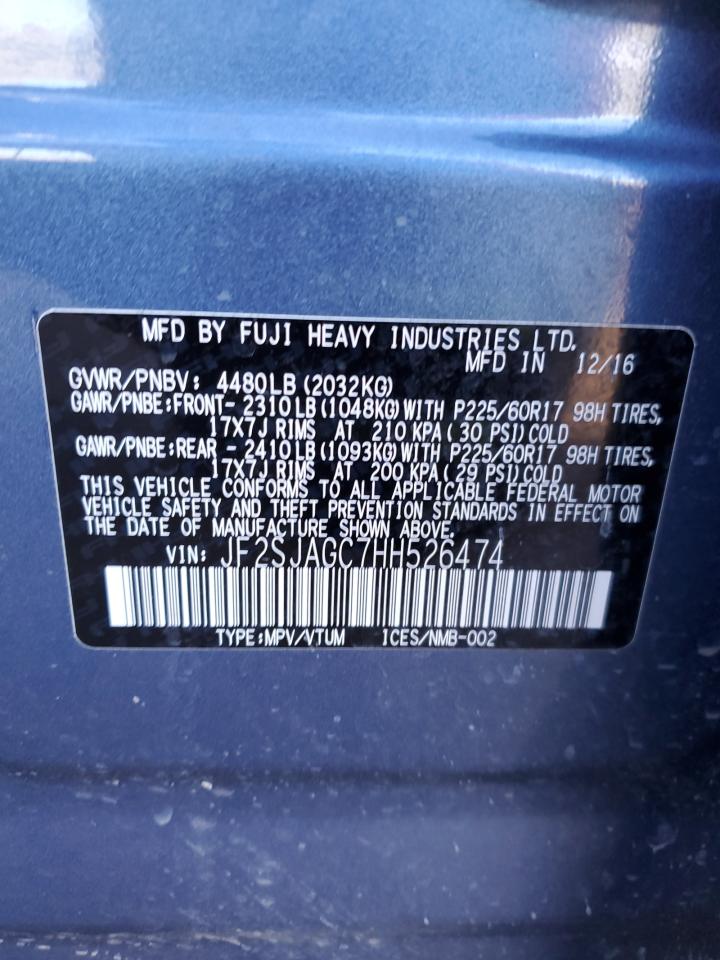 MFD BY FUJI HEAVY INDUSTRIES LTD.
MFD IN 12/16
GVWR/PNBV: 4480LB (2032KG)
GAWR/PNBE:FRONT- 2310LB (1048KG) WITH P225/60R17 98H TIRES,
17X7J RIMS AT 210 KPA ( 30 PSI) COLD
GAWR/PNBE:REAR - 2410LB (1093KG) WITH P225/60R17 98H TIRES,
17X7J RIMS AT 200 KPA ( 29 PSI) COLD
THIS VEHICLE CONFORMS TO ALL APPLICABLE FEDERAL MOTOR
VEHICLE SAFETY AND THEFT PREVENTION STANDARDS IN EFFECT ON
THE DATE OF MANUFACTURE SHOWN ABOVE.
VIN: JF2SJAGC7HH526474
TYPE:MPV/VTUM ICES/NMB-002